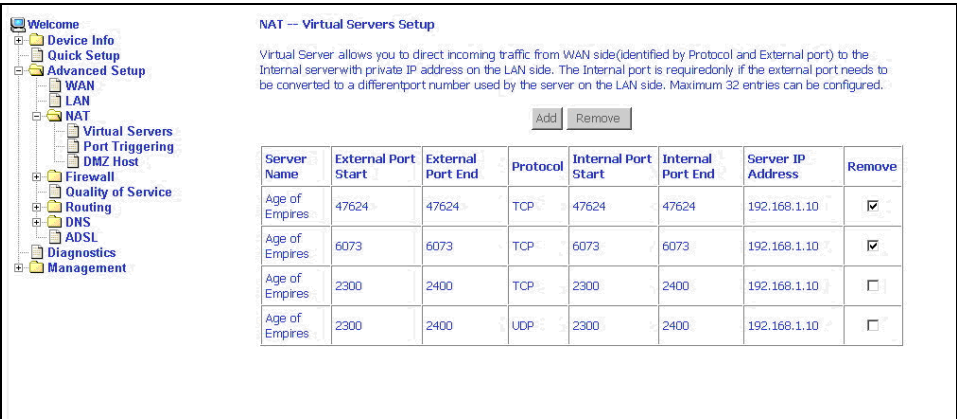 Welcome
Device Info
Quick Setup
Advanced Setup
WAN
LAN
NAT
Virtual Servers
Port Triggering
DMZ Host
Firewall
Quality of Service
Routing
DNS
ADSL
Diagnostics
Management
NAT -- Virtual Servers Setup
Virtual Server allows you to direct incoming traffic from WAN side(identified by Protocol and External port) to the
Internal serverwith private IP address on the LAN side. The Internal port is requiredonly if the external port needs to
be converted to a differentport number used by the server on the LAN side. Maximum 32 entries can be configured.
Add Remove
Server Name External Port Start External Port End Protocol Internal Port Start Internal Port End Server IP Address Remove
Age of Empires 47624 47624 TCP 47624 47624 192.168.1.10
Age of Empires 6073 6073 TCP 6073 6073 192.168.1.10
Age of Empires 2300 2400 TCP 2300 2400 192.168.1.10
Age of Empires 2300 2400 UDP 2300 2400 192.168.1.10